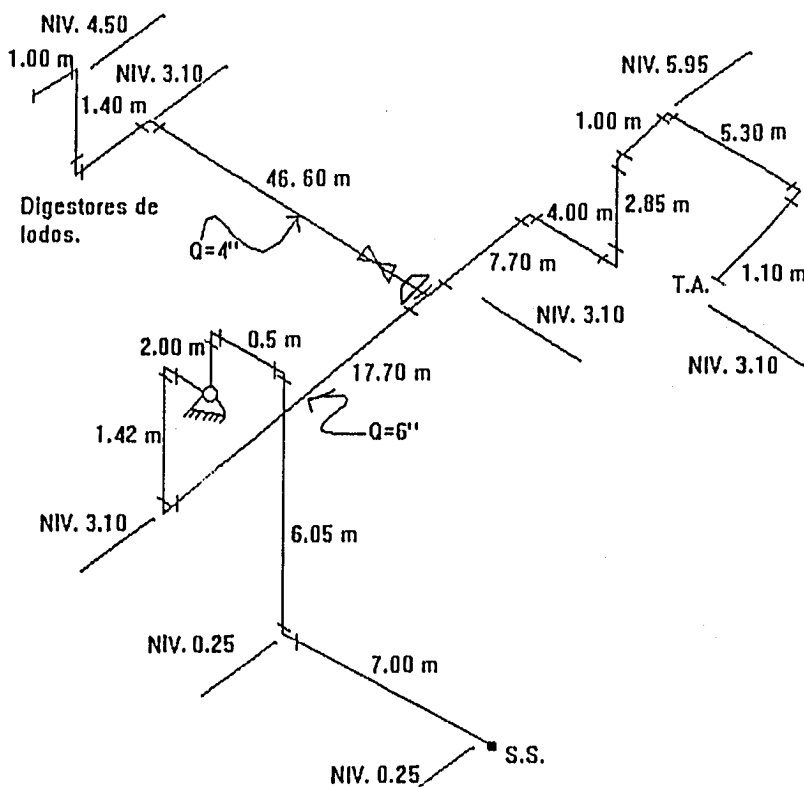 NIV. 4.50
1.00 m
NIV. 3.10
1.40 m
46. 60 m
Digestores de
lodos.
Q=4"
NIV. 5.95
1.00 m
5.30 m
4.00 m
2.85 m
7.70 m
T.A.
1.10 m
NIV. 3.10
NIV. 3.10
2.00 m
0.5 m
17.70 m
1.42 m
Q=6"
NIV. 3.10
6.05 m
NIV. 0.25
7.00 m
S.S.
NIV. 0.25